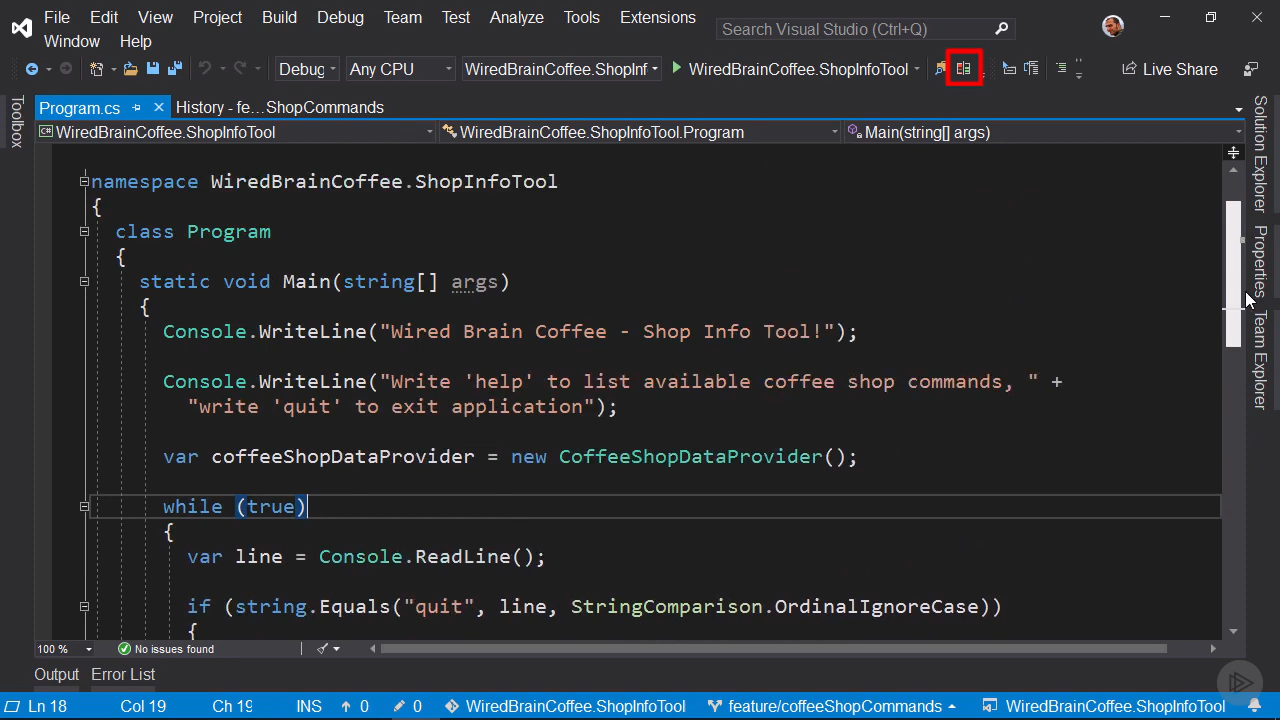 File Edit View Project Build Debug Team Test Analyze Tools Extensions
Search Visual Studio (Ctrl+Q)
Window Help
Debug Any CPU WiredBrainCoffee.ShopInf WiredBrainCoffee.ShopInfoTool Live Share
Toolbox
Program.cs History - fe...ShopCommands
WiredBrainCoffee.ShopInfoTool WiredBrainCoffee.ShopInfoTool.Program Main(string[] args)
namespace WiredBrainCoffee.ShopInfoTool
{
class Program
{
static void Main(string[] args)
{
Console.WriteLine("Wired Brain Coffee - Shop Info Tool!");
Console.WriteLine("Write 'help' to list available coffee shop commands, " +
"write 'quit' to exit application");
var coffeeShopDataProvider = new CoffeeShopDataProvider();
while (true)
{
var line = Console.ReadLine();
if (string.Equals("quit", line, StringComparison.OrdinalIgnoreCase))
{
Solution Explorer
Properties
Team Explorer
100 % No issues found
Output Error List
Ln 18 Col 19 Ch 19 INS 0 0 WiredBrainCoffee.ShopInfoTool feature/coffeeShopCommands WiredBrainCoffee.ShopInfoTool